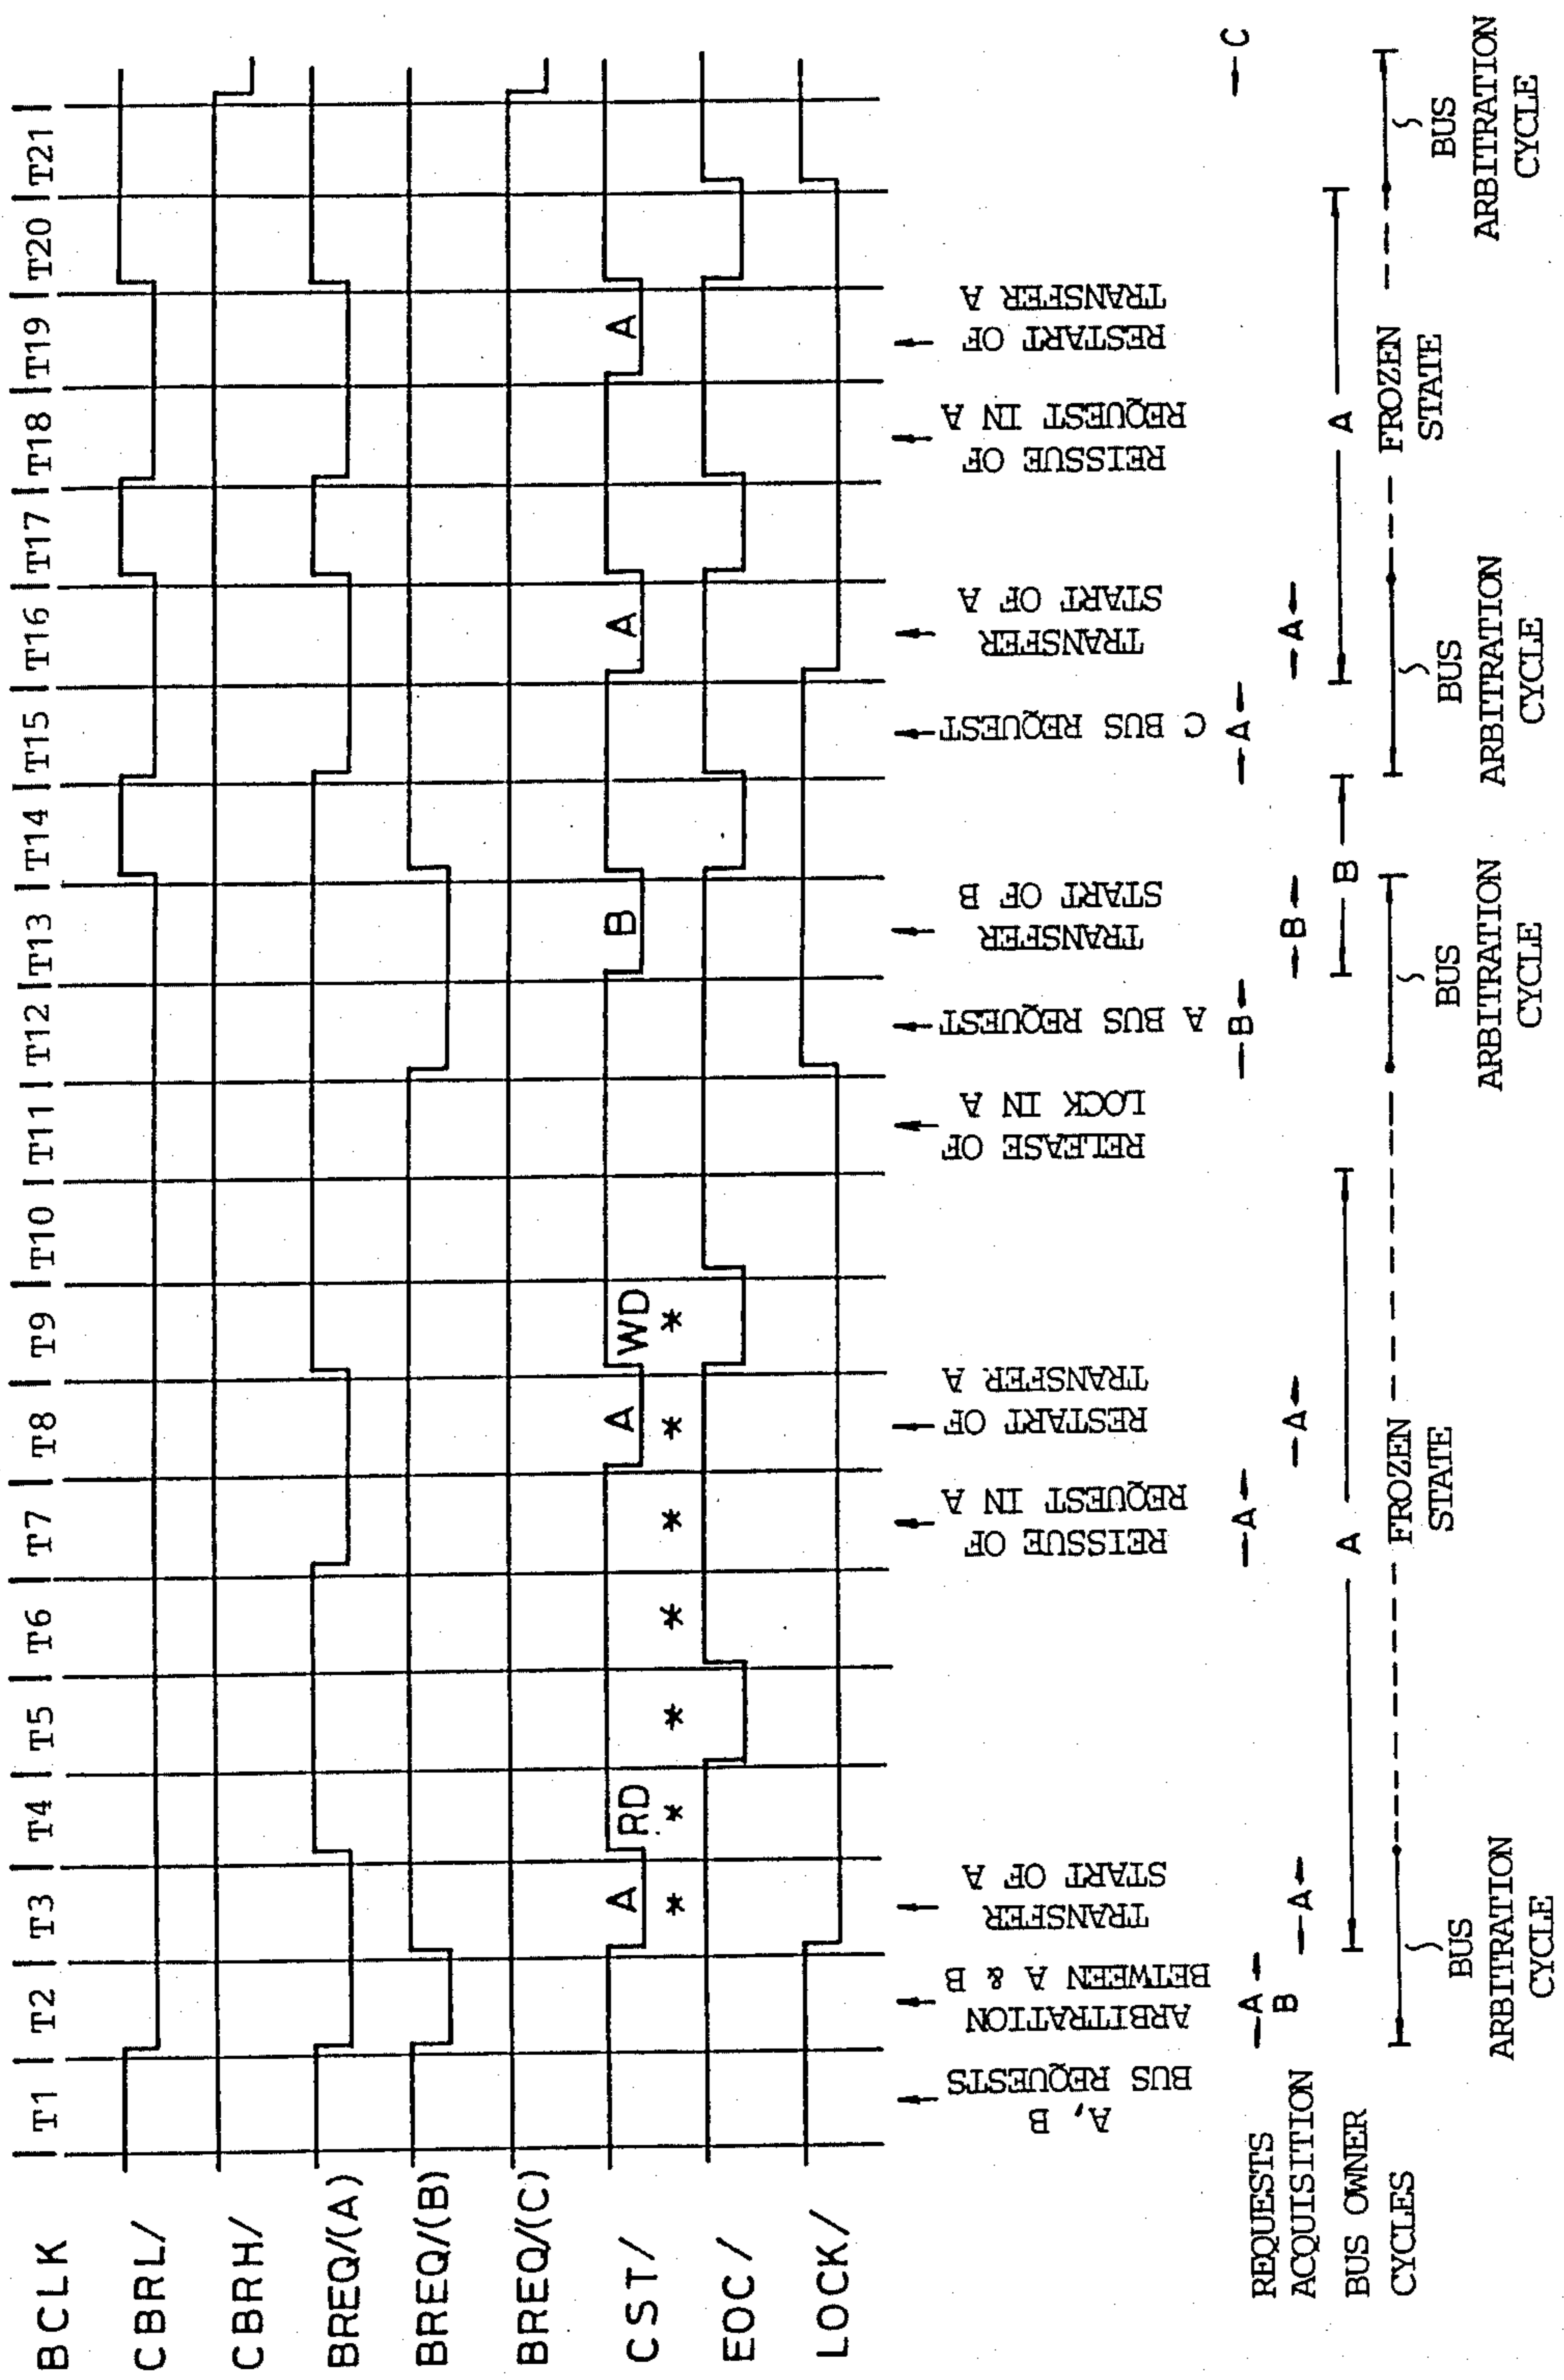 BCLK | T1 | T2 | T3 | T4 | T5 | T6 | T7 | T8 | T9 | T10 | T11 | T12 | T13 | T14 | T15 | T16 | T17 | T18 | T19 | T20 | T21 |
CBRL/
CBRH/
BREQ/(A)
BREQ/(B)
BREQ/(C)
CST/ A RD WD A B A A
* * * * * * *
EOC/
LOCK/
A, B
BUS REQUESTS
ARBITRATION
BETWEEN A & B
TRANSFER
START OF A
REISSUE OF
REQUEST IN A
RESTART OF
TRANSFER A
RELEASE OF
LOCK IN A
A BUS REQUEST
TRANSFER
START OF B
C BUS REQUEST
TRANSFER
START OF A
REISSUE OF
REQUEST IN A
RESTART OF
TRANSFER A
REQUESTS A B A B A C
ACQUISITION A A B A
BUS OWNER A B A
CYCLES
BUS
ARBITRATION
CYCLE
FROZEN
STATE
BUS
ARBITRATION
CYCLE
BUS
ARBITRATION
CYCLE
FROZEN
STATE
BUS
ARBITRATION
CYCLE